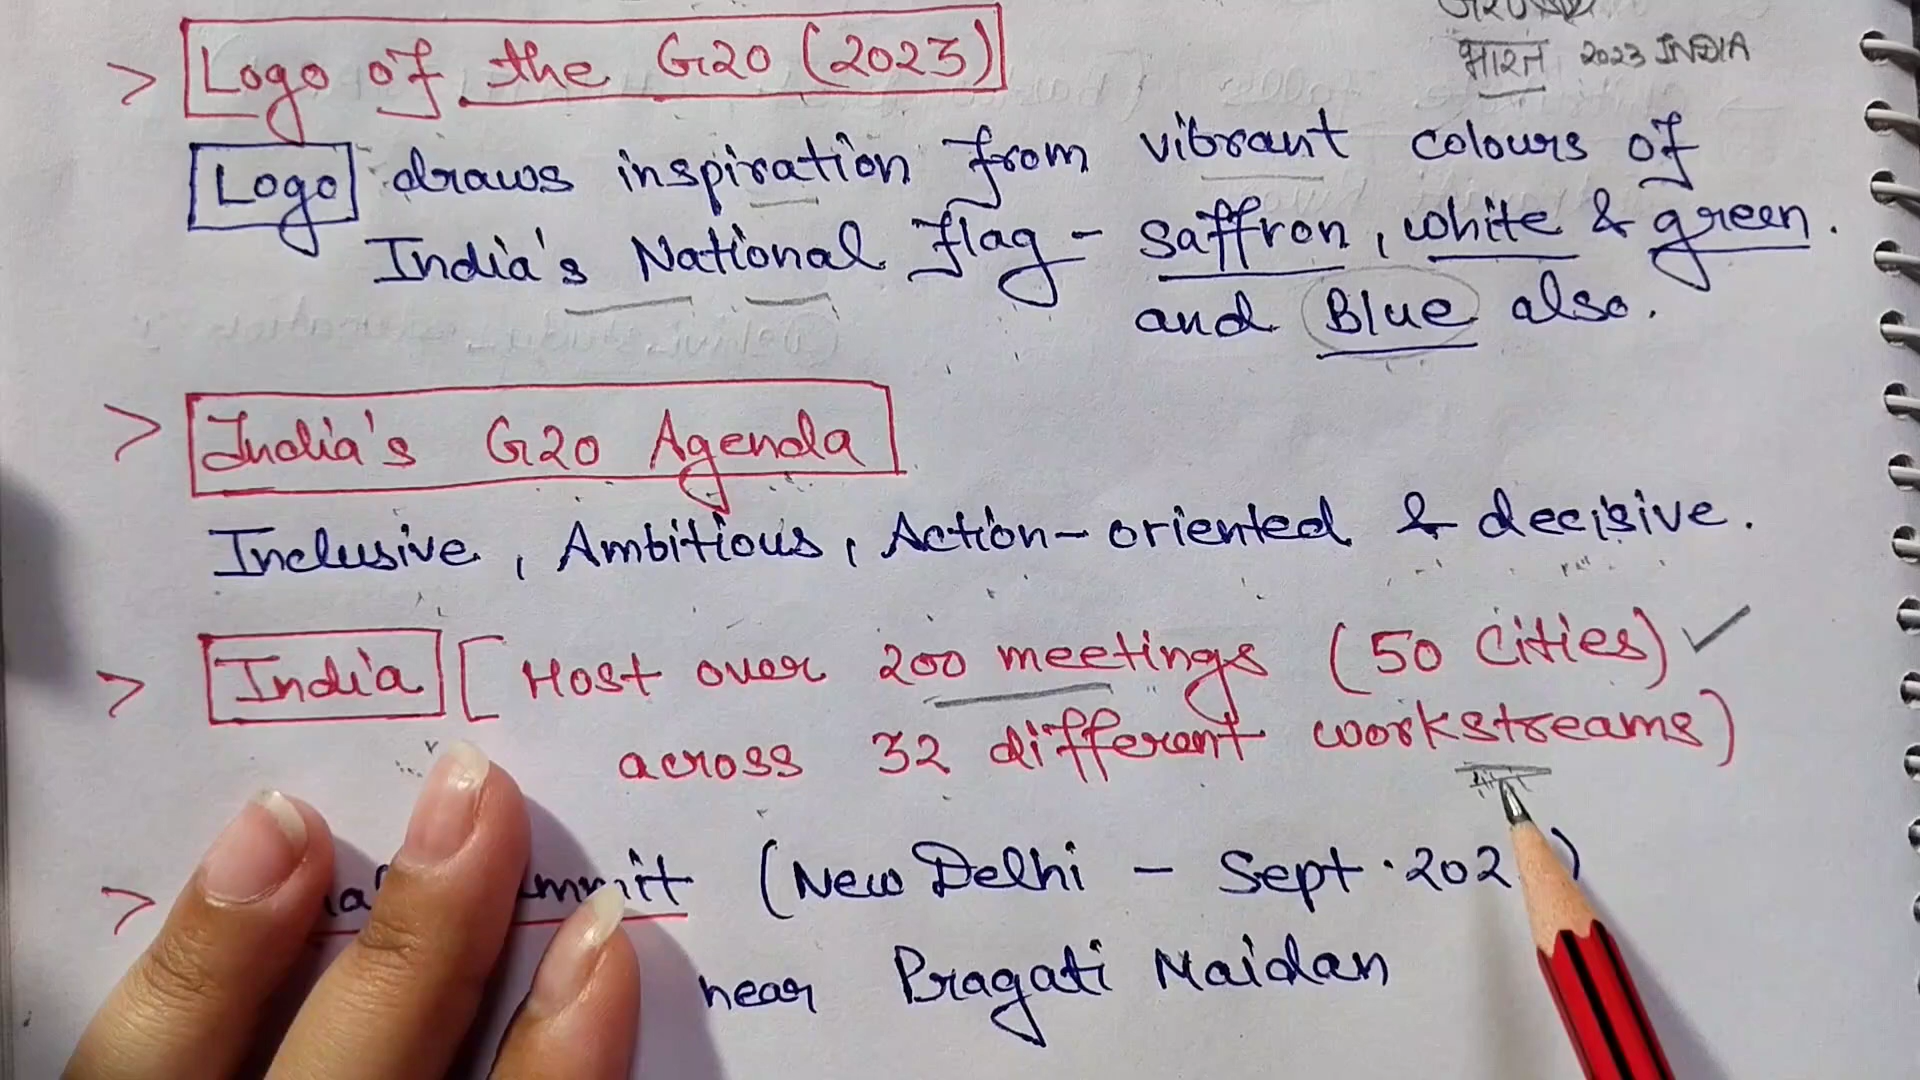 भारत 2023 INDIA
> Logo of the G20 (2023)
Logo draws inspiration from vibrant colours of
India's National flag - saffron, white & green.
and Blue also.
> India's G20 Agenda
Inclusive, Ambitious, Action-oriented & decisive.
> India [Host over 200 meetings (50 cities) ✓
across 32 different workstreams)
> (New Delhi - Sept. 202
near Pragati Maidan